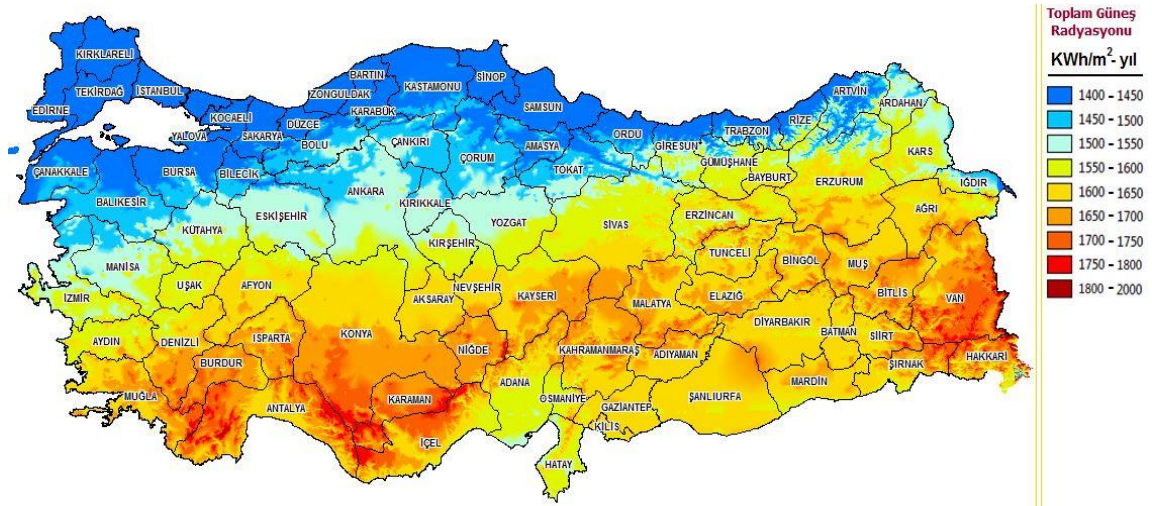 Toplam Güneş
Radyasyonu
KWh/m²- yıl
1400 - 1450
1450 - 1500
1500 - 1550
1550 - 1600
1600 - 1650
1650 - 1700
1700 - 1750
1750 - 1800
1800 - 2000
KIRKLARELİ
TEKİRDAĞ
İSTANBUL
EDİRNE
KOCAELİ
YALOVA
SAKARYA
DÜZCE
ZONGULDAK
BARTIN
KARABÜK
KASTAMONU
SİNOP
SAMSUN
ORDU
GİRESUN
TRABZON
RİZE
ARTVİN
ARDAHAN
KARS
IĞDIR
ÇANAKKALE
BURSA
BİLECİK
BOLU
ÇANKIRI
ÇORUM
AMASYA
TOKAT
GÜMÜŞHANE
BAYBURT
ERZURUM
BALIKESİR
KÜTAHYA
ESKİŞEHİR
ANKARA
KIRIKKALE
YOZGAT
SİVAS
ERZİNCAN
AĞRI
MANİSA
UŞAK
AFYON
KIRŞEHİR
NEVŞEHİR
AKSARAY
KAYSERİ
MALATYA
TUNCELİ
ELAZIĞ
BİNGÖL
MUŞ
BİTLİS
VAN
İZMİR
AYDIN
DENİZLİ
ISPARTA
BURDUR
KONYA
NİĞDE
KAHRAMANMARAŞ
ADIYAMAN
DİYARBAKIR
BATMAN
SİİRT
ŞIRNAK
HAKKARİ
MUĞLA
ANTALYA
KARAMAN
İÇEL
ADANA
OSMANİYE
GAZİANTEP
KİLİS
ŞANLIURFA
MARDİN
HATAY